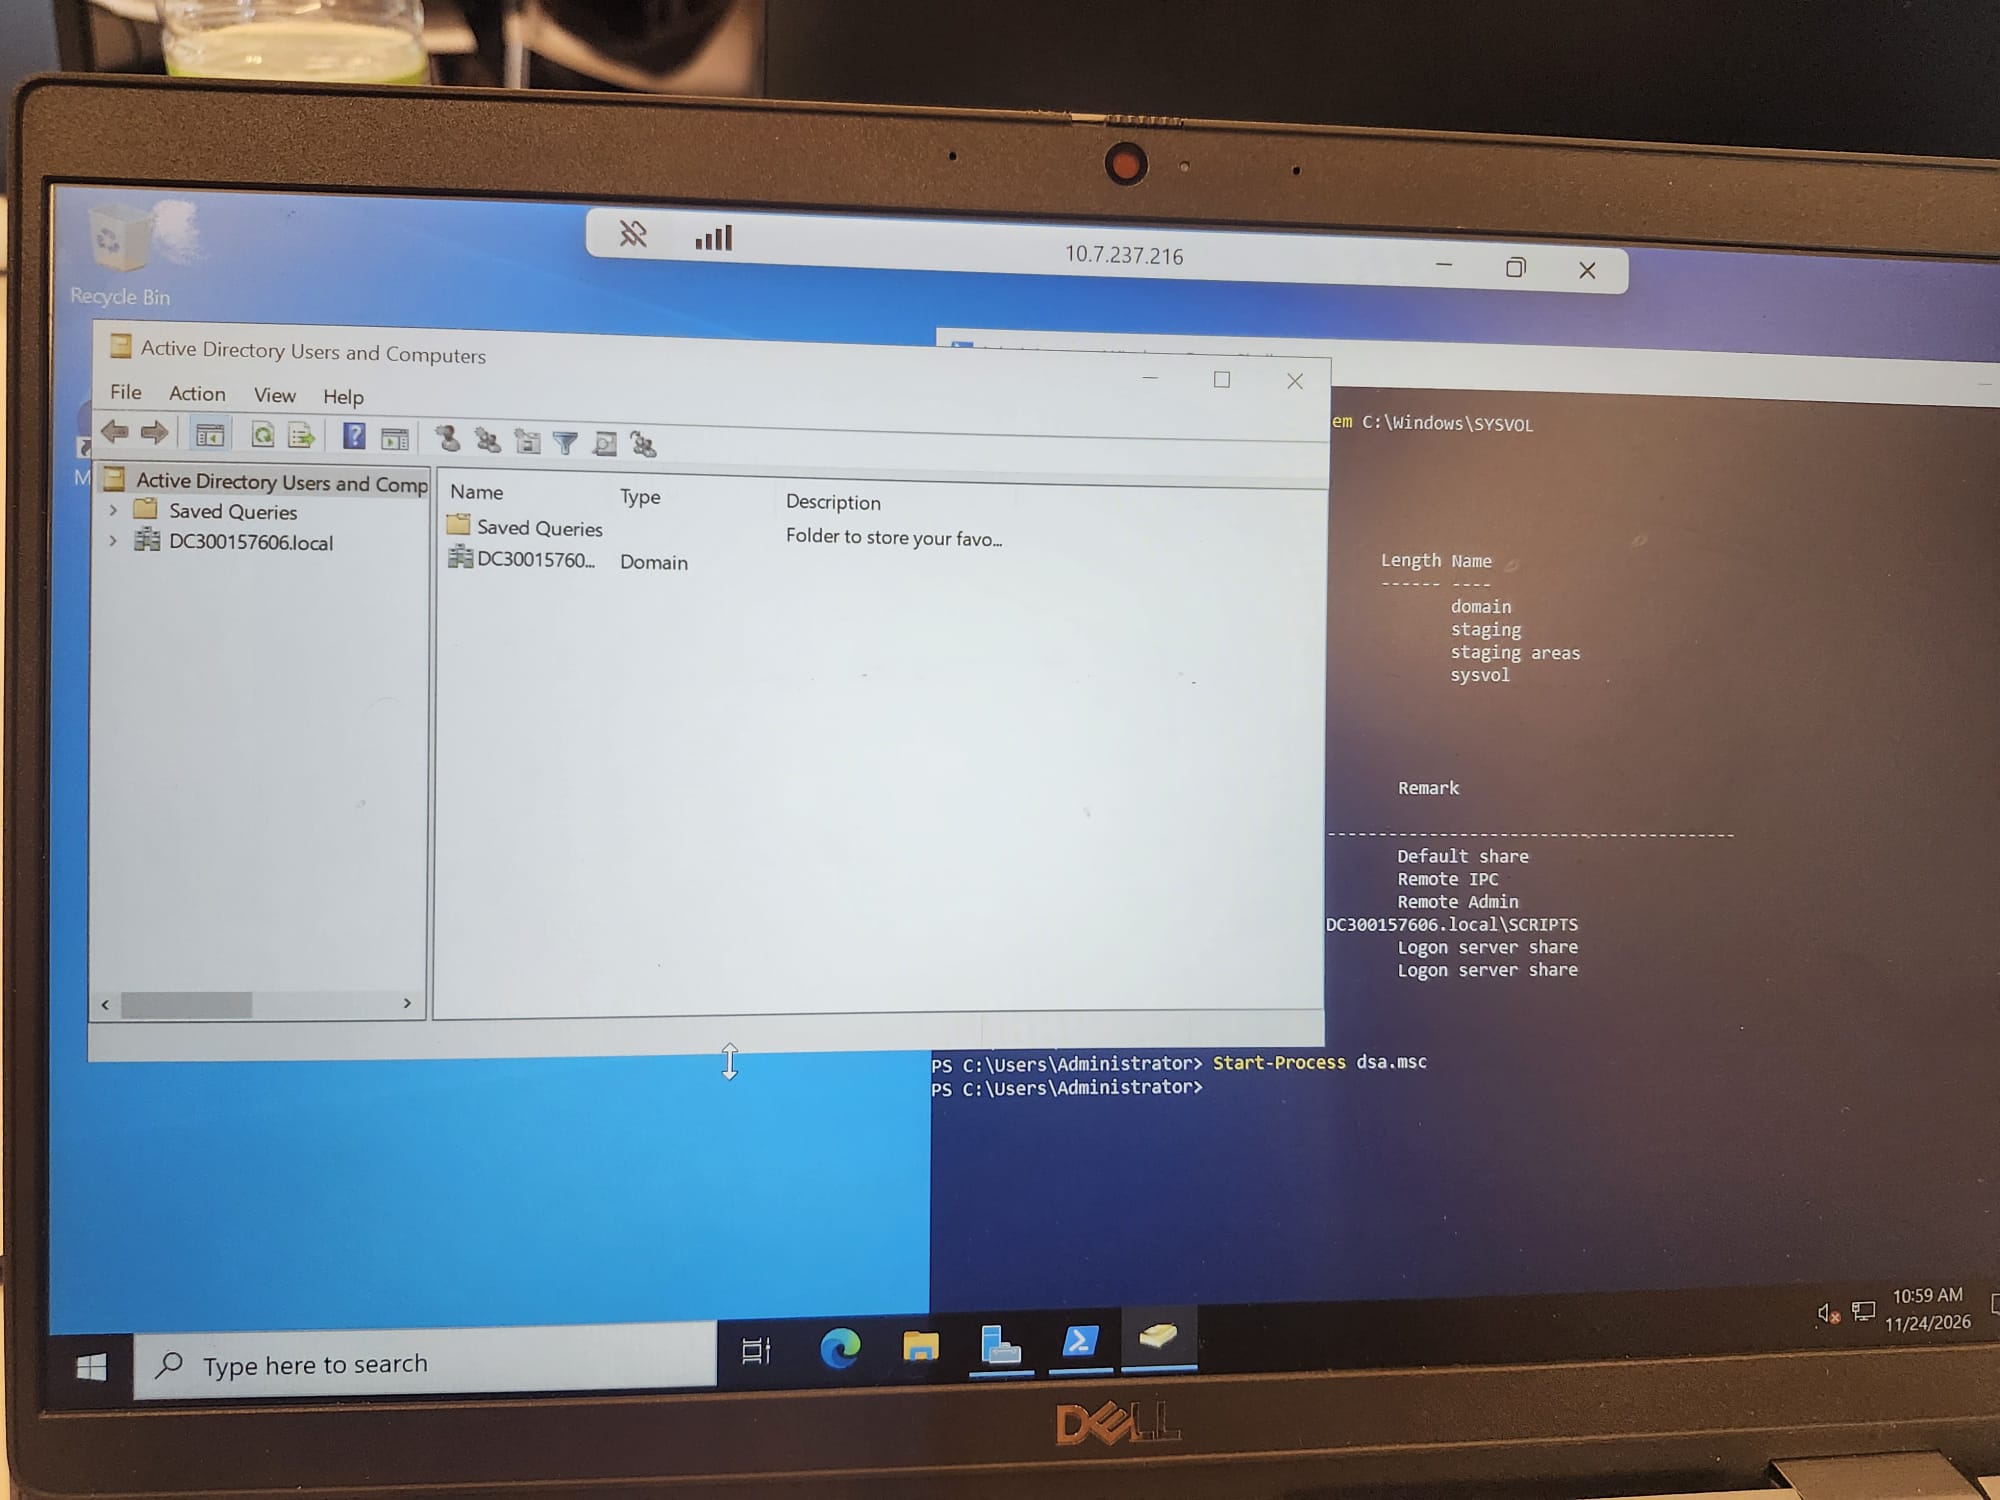 10.7.237.216
Recycle Bin
Active Directory Users and Computers
File Action View Help
M
Active Directory Users and Comp
Saved Queries
DC300157606.local
Name Type Description
Saved Queries Folder to store your favo...
DC30015760... Domain
em C:\Windows\SYSVOL
Length Name
------ ----
domain
staging
staging areas
sysvol
Remark
Default share
Remote IPC
Remote Admin
DC300157606.local\SCRIPTS
Logon server share
Logon server share
PS C:\Users\Administrator> Start-Process dsa.msc
PS C:\Users\Administrator>
Type here to search
10:59 AM
11/24/2026
DELL